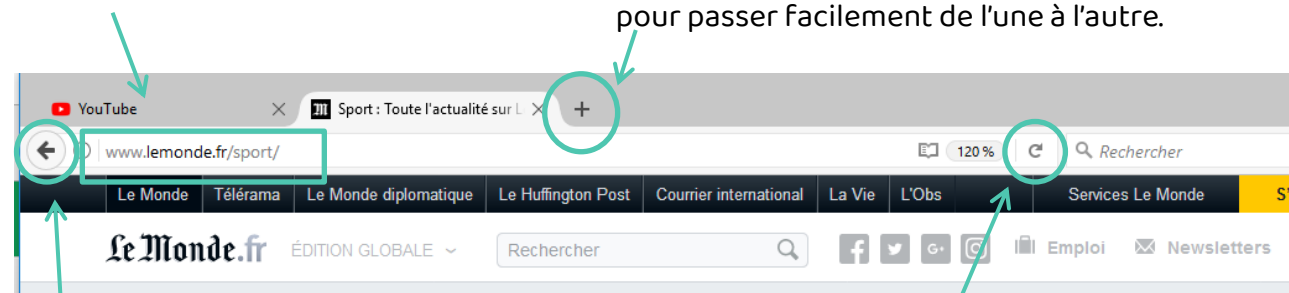 pour passer facilement de l'une à l'autre.
YouTube
Sport : Toute l'actualité sur L
www.lemonde.fr/sport/
120 %
Rechercher
Le Monde Télérama Le Monde diplomatique Le Huffington Post Courrier international La Vie L'Obs Services Le Monde S'
Le Monde.fr ÉDITION GLOBALE Rechercher Emploi Newsletters